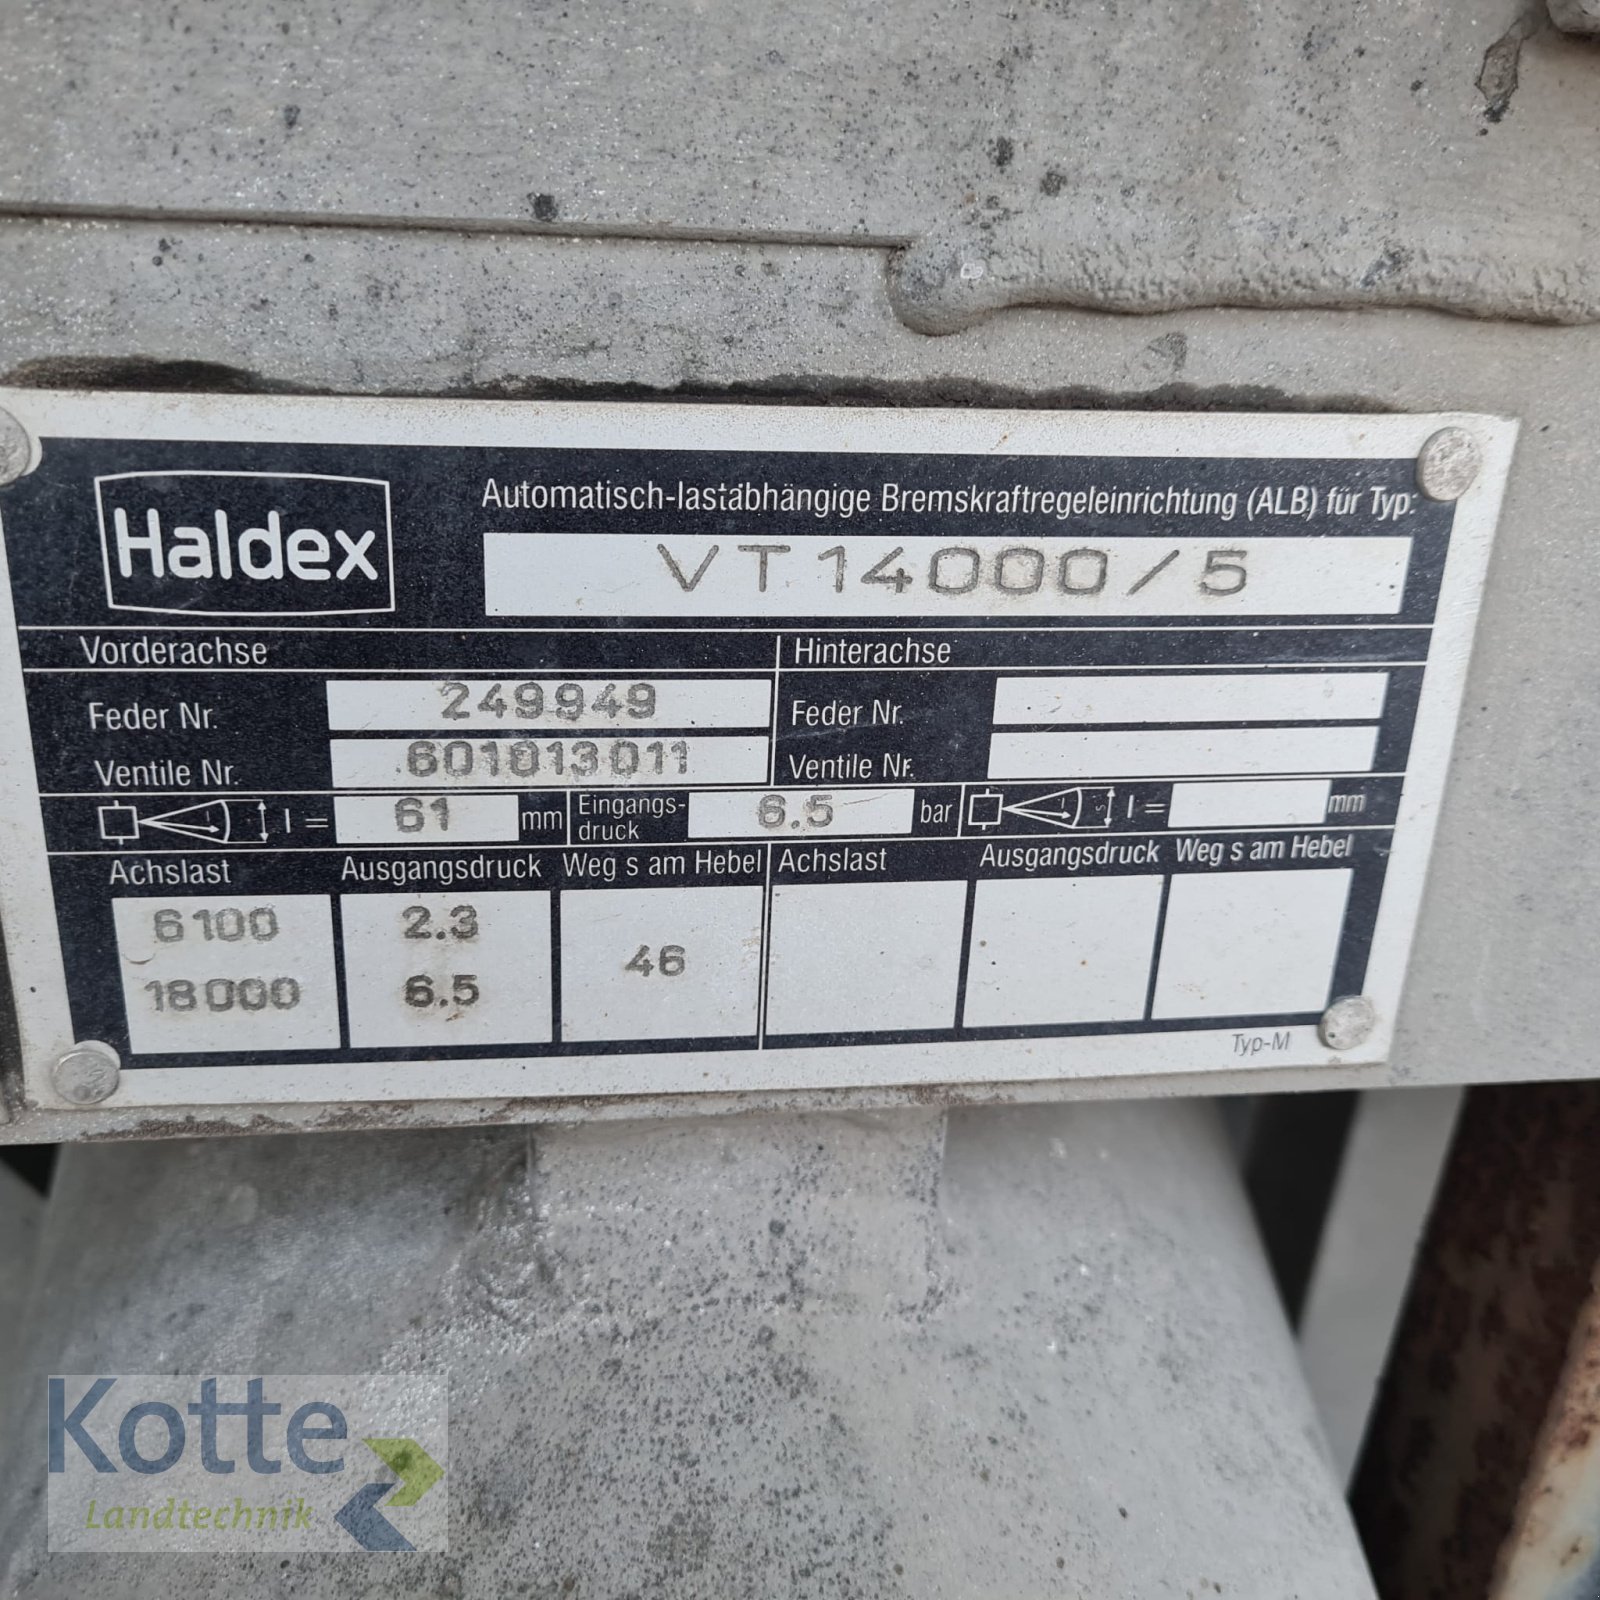 Haldex
Automatisch-lastabhängige Bremskraftregeleinrichtung (ALB) für Typ:
VT14000/5
Vorderachse Hinterachse
Feder Nr. 249949 Feder Nr.
Ventile Nr. 601013011 Ventile Nr.
l = 61 mm Eingangs-druck 6.5 bar l = mm
Achslast Ausgangsdruck Weg s am Hebel Achslast Ausgangsdruck Weg s am Hebel
6100 2.3
46
18000 6.5
Typ-M
Kotte
Landtechnik